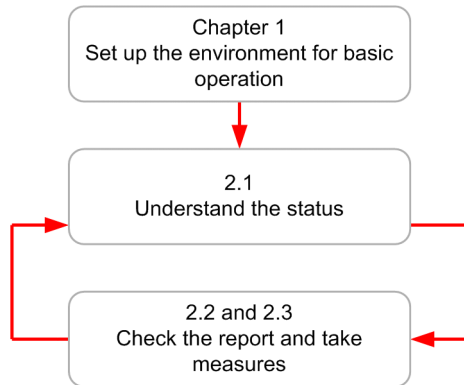 Chapter 1
Set up the environment for basic
operation
2.1
Understand the status
2.2 and 2.3
Check the report and take
measures